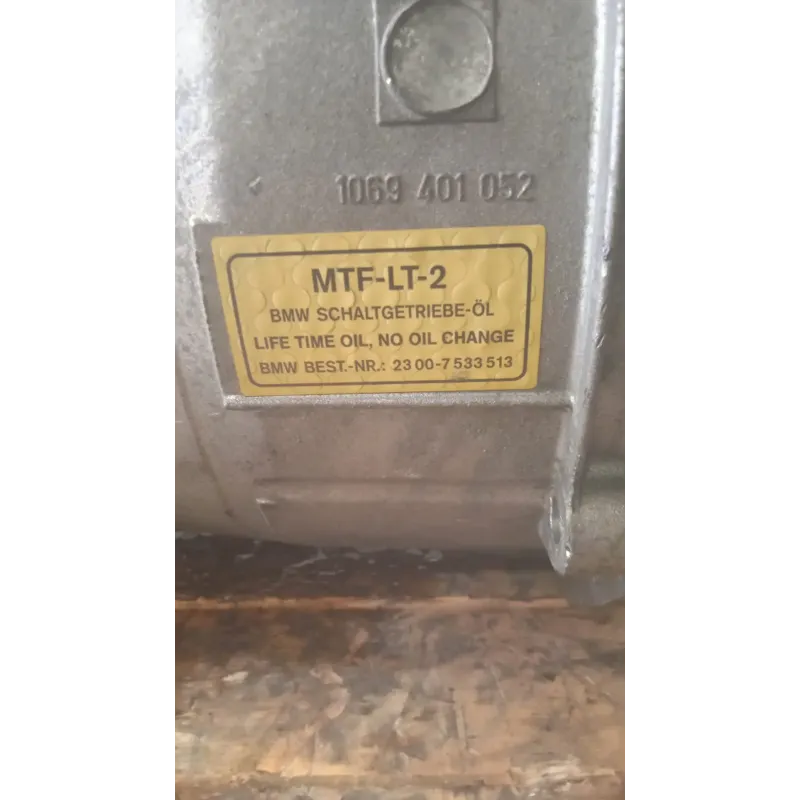 1069 401 052
MTF-LT-2
BMW SCHALTGETRIEBE-ÖL
LIFE TIME OIL, NO OIL CHANGE
BMW BEST.-NR.: 23 00-7 533 513